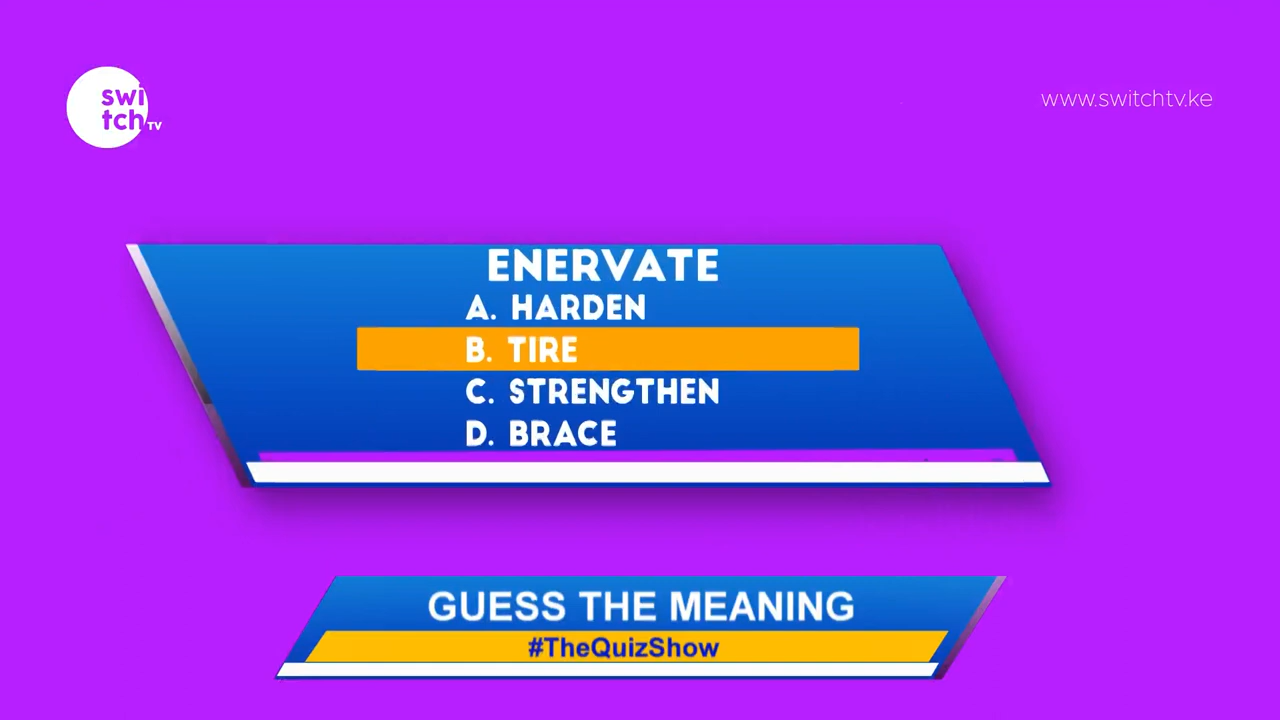 swi
tch TV
www.switchtv.ke
ENERVATE
A. HARDEN
B. TIRE
C. STRENGTHEN
D. BRACE
GUESS THE MEANING
#TheQuizShow